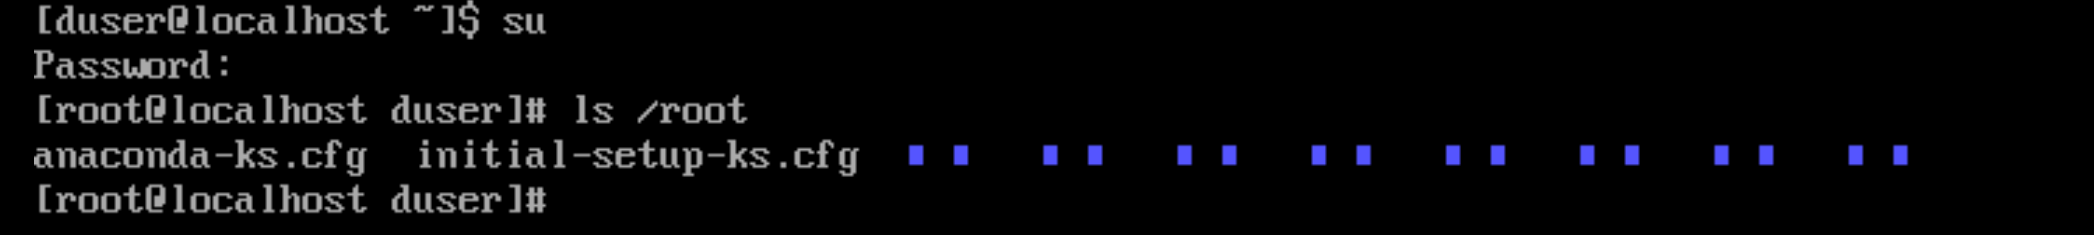 [duser@localhost ~]$ su
Password:
[root@localhost duser]# ls /root
anaconda-ks.cfg  initial-setup-ks.cfg  ■ ■  ■ ■  ■ ■  ■ ■  ■ ■  ■ ■  ■ ■  ■ ■
[root@localhost duser]#